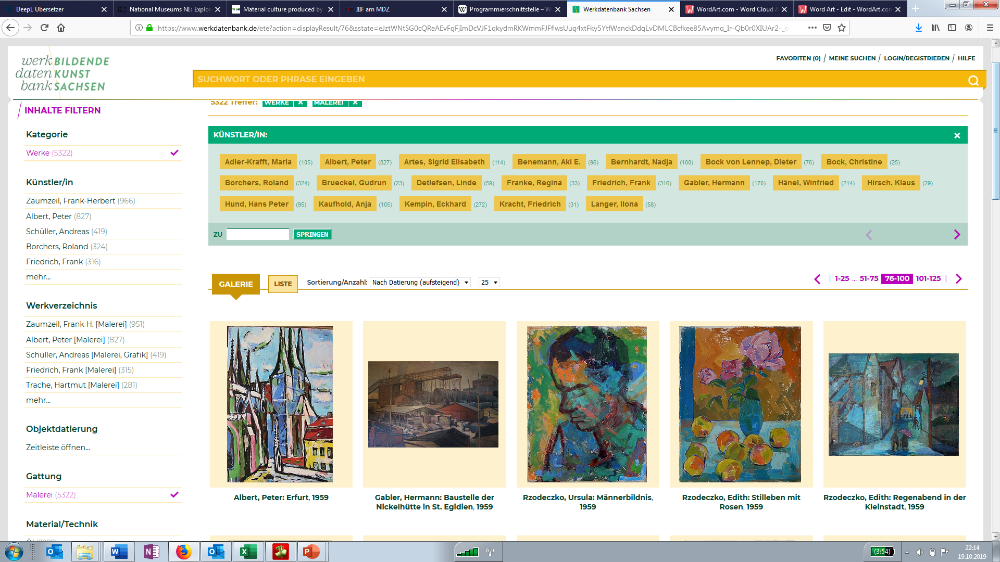 DeepL Übersetzer
National Museums NI : Explor
Material culture produced by
IIIF am MDZ
Programmierschnittstelle – W
Werkdatenbank Sachsen
WordArt.com - Word Cloud A
Word Art - Edit - WordArt.com
werk BILDENDE
daten KUNST
bank SACHSEN
FAVORITEN (0) / MEINE SUCHEN / LOGIN/REGISTRIEREN / HILFE
SUCHWORT ODER PHRASE EINGEBEN
5322 Treffer: WERKE × MALEREI ×
INHALTE FILTERN
Kategorie
Werke (5322)
Künstler/in
Zaumzeil, Frank-Herbert (966)
Albert, Peter (827)
Schüller, Andreas (419)
Borchers, Roland (324)
Friedrich, Frank (316)
mehr...
Werkverzeichnis
Zaumzeil, Frank H. [Malerei] (951)
Albert, Peter [Malerei] (827)
Schüller, Andreas [Malerei, Grafik] (419)
Friedrich, Frank [Malerei] (315)
Trache, Hartmut [Malerei] (281)
mehr...
Objektdatierung
Zeitleiste öffnen...
Gattung
Malerei (5322)
Material/Technik
KÜNSTLER/IN:
Adler-Krafft, Maria (105) Albert, Peter (827) Artes, Sigrid Elisabeth (114) Benemann, Aki E. (96) Bernhardt, Nadja (100) Bock von Lennep, Dieter (76) Bock, Christine (25)
Borchers, Roland (324) Brueckel, Gudrun (23) Detlefsen, Linde (59) Franke, Regina (33) Friedrich, Frank (316) Gabler, Hermann (170) Hänel, Winfried (214) Hirsch, Klaus (29)
Hund, Hans Peter (95) Kaufhold, Anja (105) Kempin, Eckhard (272) Kracht, Friedrich (31) Langer, Ilona (58)
ZU SPRINGEN
GALERIE LISTE Sortierung/Anzahl: Nach Datierung (aufsteigend) 25
| 1-25 ... 51-75 76-100 101-125 |
Albert, Peter: Erfurt, 1959
Gabler, Hermann: Baustelle der
Nickelhütte in St. Egidien, 1959
Rzodeczko, Ursula: Männerbildnis,
1959
Rzodeczko, Edith: Stilleben mit
Rosen, 1959
Rzodeczko, Edith: Regenabend in der
Kleinstadt, 1959
(3:54)
22:14
19.10.2019